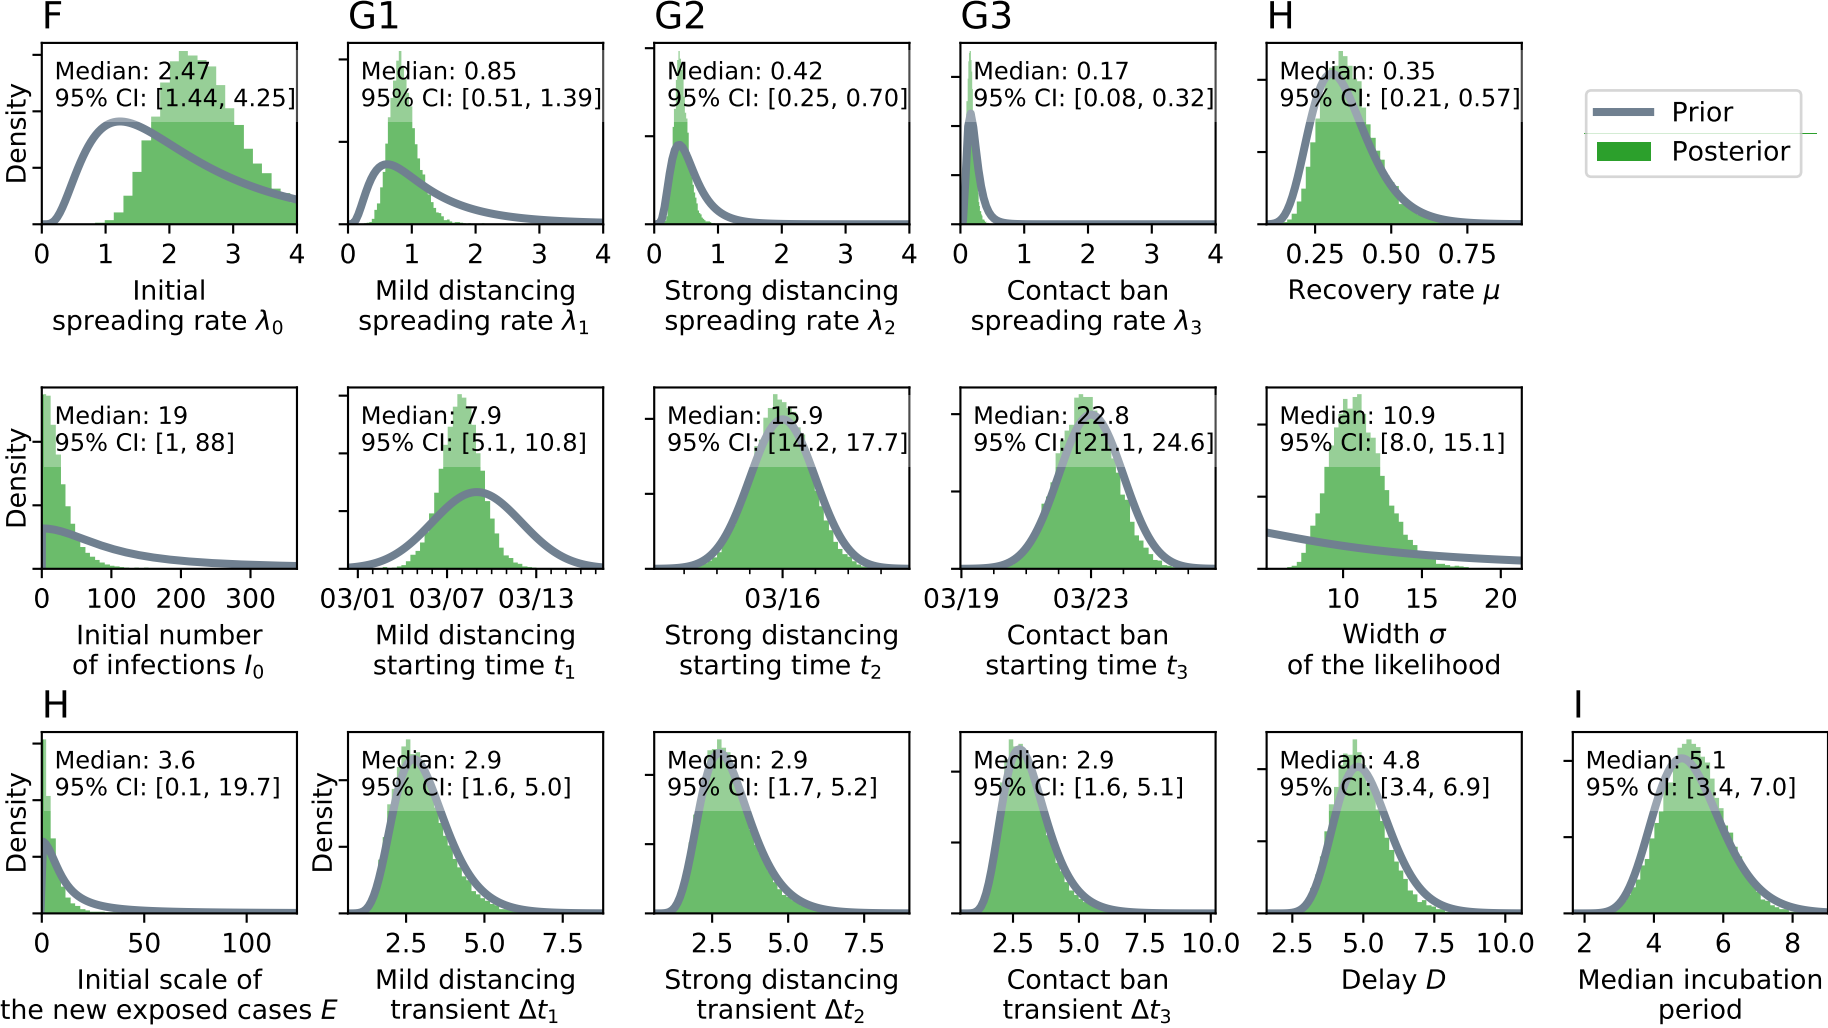 F
G1
G2
G3
H
Density
Median: 2.47
95% CI: [1.44, 4.25]
0 1 2 3 4
Initial
spreading rate λ0
Median: 0.85
95% CI: [0.51, 1.39]
0 1 2 3 4
Mild distancing
spreading rate λ1
Median: 0.42
95% CI: [0.25, 0.70]
0 1 2 3 4
Strong distancing
spreading rate λ2
Median: 0.17
95% CI: [0.08, 0.32]
0 1 2 3 4
Contact ban
spreading rate λ3
Median: 0.35
95% CI: [0.21, 0.57]
0.25 0.50 0.75
Recovery rate μ
Prior
Posterior
Density
Median: 19
95% CI: [1, 88]
0 100 200 300
Initial number
of infections I0
Median: 7.9
95% CI: [5.1, 10.8]
03/01 03/07 03/13
Mild distancing
starting time t1
Median: 15.9
95% CI: [14.2, 17.7]
03/16
Strong distancing
starting time t2
Median: 22.8
95% CI: [21.1, 24.6]
03/19 03/23
Contact ban
starting time t3
Median: 10.9
95% CI: [8.0, 15.1]
10 15 20
Width σ
of the likelihood
H
Density
Median: 3.6
95% CI: [0.1, 19.7]
0 50 100
Initial scale of
the new exposed cases E
Density
Median: 2.9
95% CI: [1.6, 5.0]
2.5 5.0 7.5
Mild distancing
transient Δt1
Median: 2.9
95% CI: [1.7, 5.2]
2.5 5.0 7.5
Strong distancing
transient Δt2
Median: 2.9
95% CI: [1.6, 5.1]
2.5 5.0 7.5 10.0
Contact ban
transient Δt3
Median: 4.8
95% CI: [3.4, 6.9]
2.5 5.0 7.5 10.0
Delay D
I
Median: 5.1
95% CI: [3.4, 7.0]
2 4 6 8
Median incubation
period